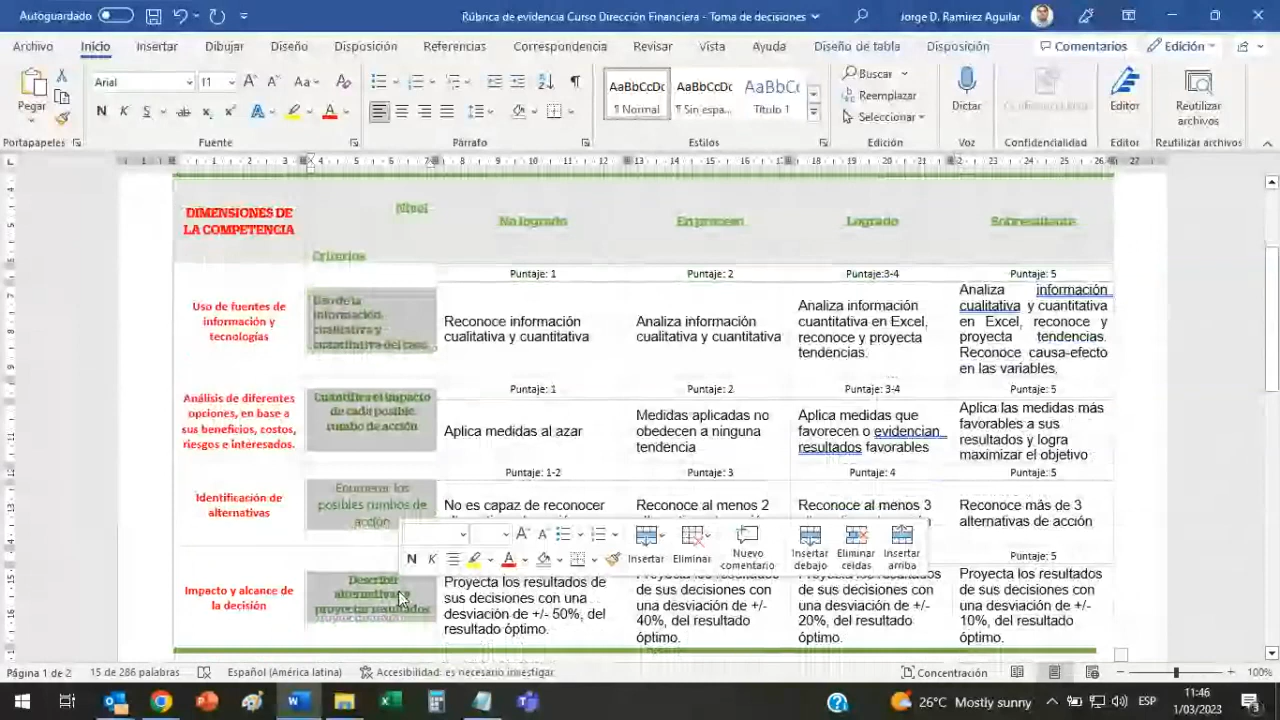 Autoguardado
Rúbrica de evidencia Curso Dirección Financiera - Toma de decisiones
Jorge D. Ramirez Aguilar
Archivo Inicio Insertar Dibujar Diseño Disposición Referencias Correspondencia Revisar Vista Ayuda Diseño de tabla Disposición Comentarios Edición
Pegar
Arial 11
N K S ab
AaBbCcDc AaBbCcDc AaBbCc
¶ Normal ¶ Sin espa... Título 1
Buscar
Reemplazar
Seleccionar
Dictar
Confidencialidad
Editor
Reutilizar archivos
Portapapeles Fuente Párrafo Estilos Edición Voz Confidencialidad Editor Reutilizar archivos
DIMENSIONES DE LA COMPETENCIA
Nivel
Criterios
No logrado
En proceso
Logrado
Sobresaliente
Puntaje: 1 Puntaje: 2 Puntaje:3-4 Puntaje: 5
Uso de fuentes de
información y
tecnologías
Uso de la
información
cualitativa y
cuantitativa del caso
Reconoce información
cualitativa y cuantitativa
Analiza información
cualitativa y cuantitativa
Analiza información
cuantitativa en Excel,
reconoce y proyecta
tendencias.
Analiza información
cualitativa y cuantitativa
en Excel, reconoce y
proyecta tendencias.
Reconoce causa-efecto
en las variables.
Puntaje: 1 Puntaje: 2 Puntaje: 3-4 Puntaje: 5
Análisis de diferentes
opciones, en base a
sus beneficios, costos,
riesgos e interesados.
Cuantifica el impacto
de cada posible
rumbo de acción
Aplica medidas al azar
Medidas aplicadas no
obedecen a ninguna
tendencia
Aplica medidas que
favorecen o evidencian
resultados favorables
Aplica las medidas más
favorables a sus
resultados y logra
maximizar el objetivo
Puntaje: 1-2 Puntaje: 3 Puntaje: 4 Puntaje: 5
Identificación de
alternativas
Enumerar los
posibles rumbos de
acción
No es capaz de reconocer
Reconoce al menos 2
Reconoce al menos 3
Reconoce más de 3
alternativas de acción
N K
Insertar Eliminar Nuevo comentario Insertar debajo Eliminar celdas Insertar arriba
Puntaje: 5
Impacto y alcance de
la decisión
Describir
alternativas
proyectar resultados
Proyecta los resultados de
sus decisiones con una
desviación de +/- 50%, del
resultado óptimo.
Proyecta los resultados
de sus decisiones con
una desviación de +/-
40%, del resultado
óptimo.
Proyecta los resultados
de sus decisiones con
una desviación de +/-
20%, del resultado
óptimo.
Proyecta los resultados
de sus decisiones con
una desviación de +/-
10%, del resultado
óptimo.
Página 1 de 2 15 de 286 palabras Español (América latina) Accesibilidad: es necesario investigar Concentración 100%
26°C Mostly sunny ESP 11:46
1/03/2023